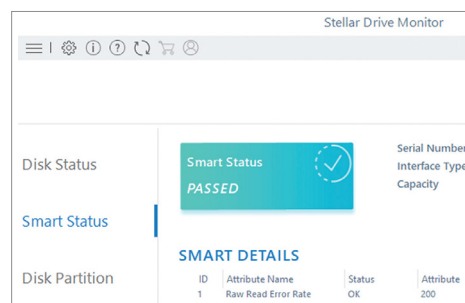 Stellar Drive Monitor
Disk Status
Smart Status
Disk Partition
Smart Status
PASSED
Serial Number
Interface Type
Capacity
SMART DETAILS
ID Attribute Name Status Attribute
1 Raw Read Error Rate OK 200